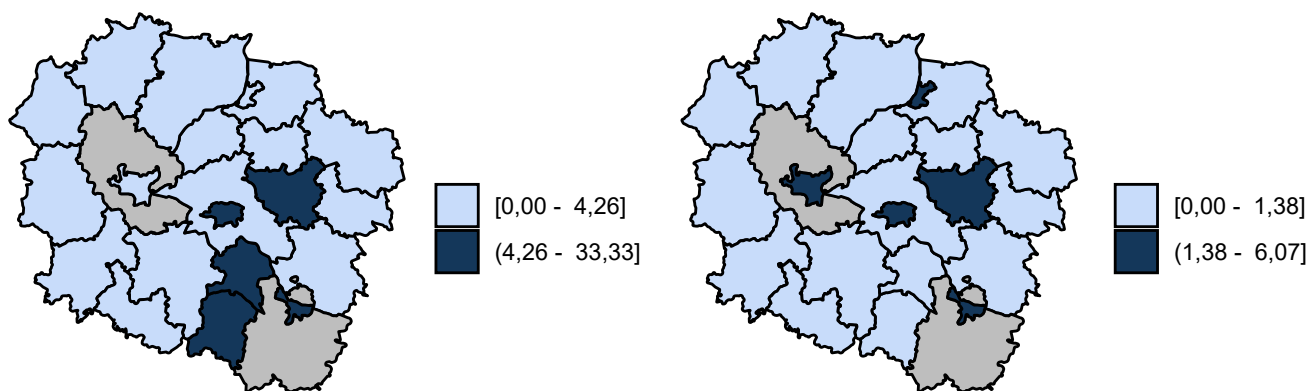 [0,00 - 4,26]
(4,26 - 33,33]
[0,00 - 1,38]
(1,38 - 6,07]